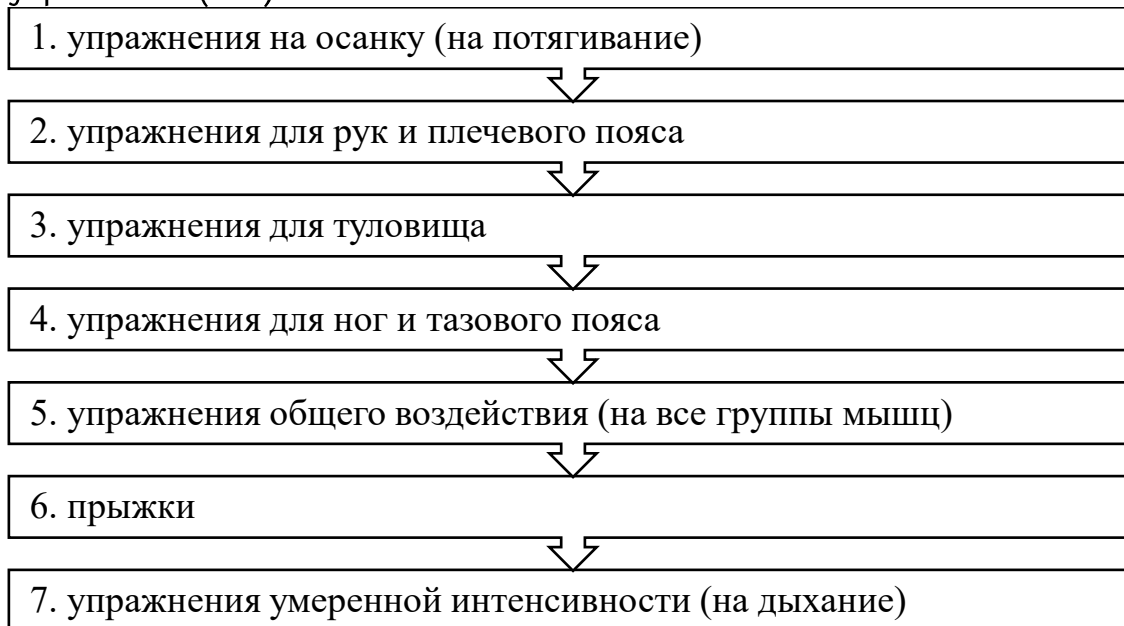 1. упражнения на осанку (на потягивание)
2. упражнения для рук и плечевого пояса
3. упражнения для туловища
4. упражнения для ног и тазового пояса
5. упражнения общего воздействия (на все группы мышц)
6. прыжки
7. упражнения умеренной интенсивности (на дыхание)